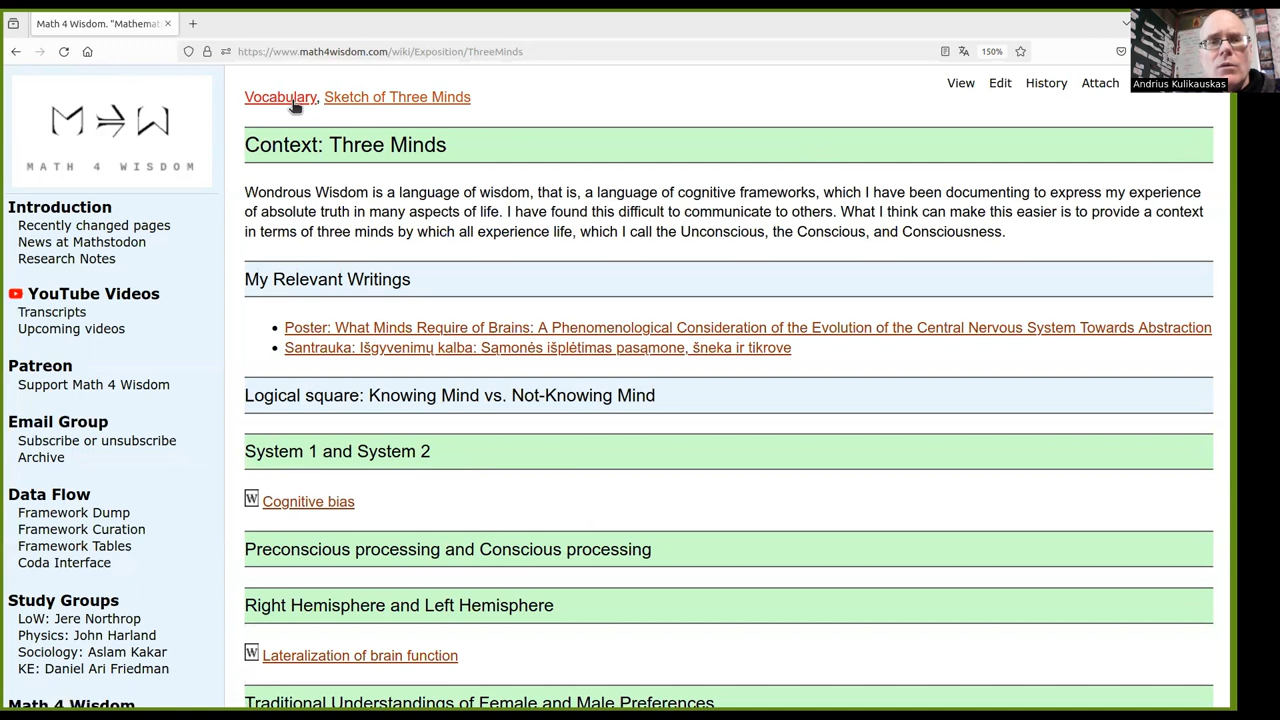 Math 4 Wisdom. "Mathemat
https://www.math4wisdom.com/wiki/Exposition/ThreeMinds
150%
Andrius Kulikauskas
View Edit History Attach
M W
MATH 4 WISDOM
Introduction
Recently changed pages
News at Mathstodon
Research Notes
YouTube Videos
Transcripts
Upcoming videos
Patreon
Support Math 4 Wisdom
Email Group
Subscribe or unsubscribe
Archive
Data Flow
Framework Dump
Framework Curation
Framework Tables
Coda Interface
Study Groups
LoW: Jere Northrop
Physics: John Harland
Sociology: Aslam Kakar
KE: Daniel Ari Friedman
Math 4 Wisdom
Vocabulary, Sketch of Three Minds
Context: Three Minds
Wondrous Wisdom is a language of wisdom, that is, a language of cognitive frameworks, which I have been documenting to express my experience
of absolute truth in many aspects of life. I have found this difficult to communicate to others. What I think can make this easier is to provide a context
in terms of three minds by which all experience life, which I call the Unconscious, the Conscious, and Consciousness.
My Relevant Writings
Poster: What Minds Require of Brains: A Phenomenological Consideration of the Evolution of the Central Nervous System Towards Abstraction
Santrauka: Išgyvenimų kalba: Sąmonės išplėtimas pasąmone, šneka ir tikrove
Logical square: Knowing Mind vs. Not-Knowing Mind
System 1 and System 2
W Cognitive bias
Preconscious processing and Conscious processing
Right Hemisphere and Left Hemisphere
W Lateralization of brain function
Traditional Understandings of Female and Male Preferences